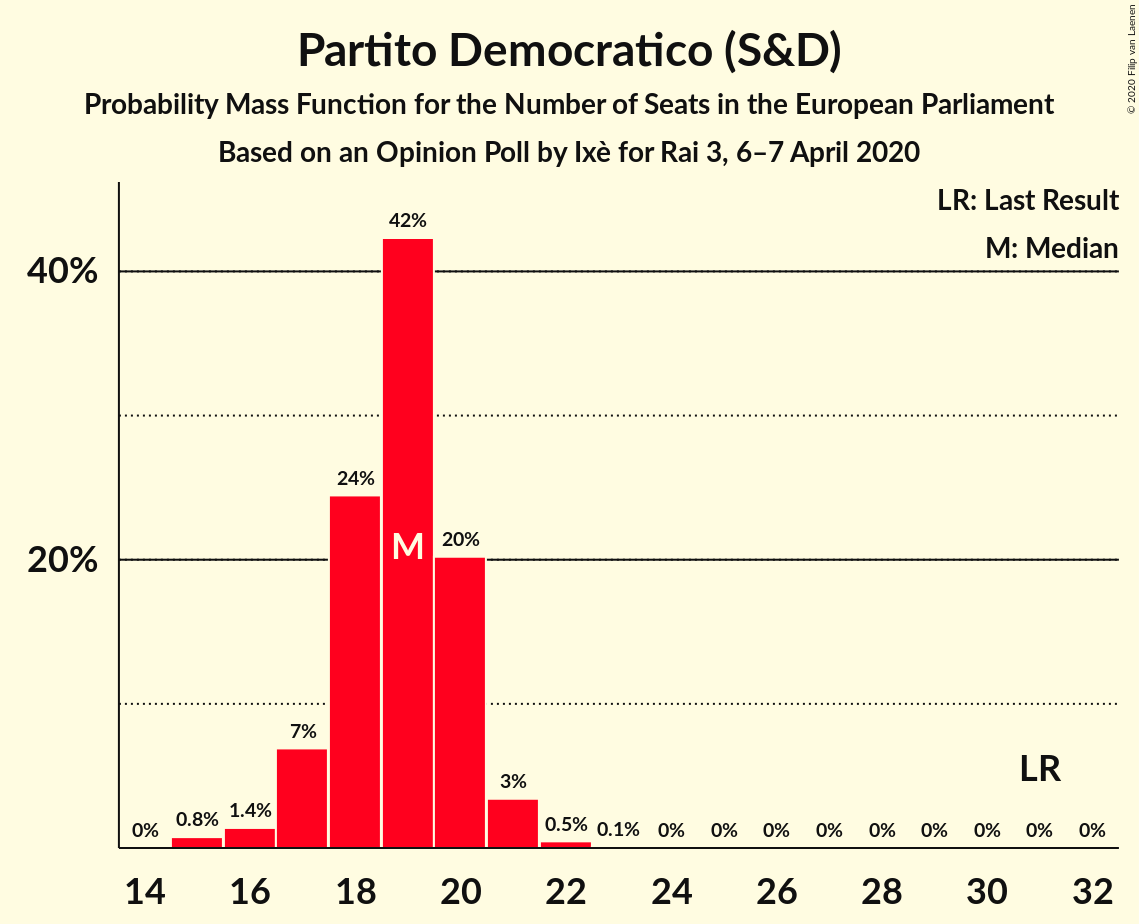 Partito Democratico (S&D)
Probability Mass Function for the Number of Seats in the European Parliament
Based on an Opinion Poll by Ixè for Rai 3, 6–7 April 2020
© 2020 Filip van Laenen
LR: Last Result
M: Median
40%
20%
0%
0.8%
1.4%
7%
24%
42%
M
20%
3%
0.5%
0.1%
0%
0%
0%
0%
0%
0%
0%
0%
0%
LR
14 16 18 20 22 24 26 28 30 32